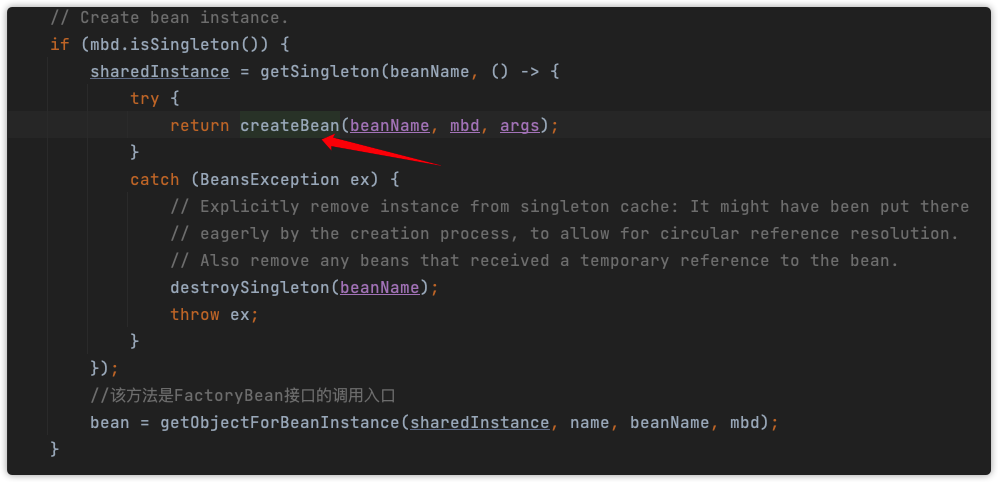 // Create bean instance.
if (mbd.isSingleton()) {
sharedInstance = getSingleton(beanName, () -> {
try {
return createBean(beanName, mbd, args);
}
catch (BeansException ex) {
// Explicitly remove instance from singleton cache: It might have been put there
// eagerly by the creation process, to allow for circular reference resolution.
// Also remove any beans that received a temporary reference to the bean.
destroySingleton(beanName);
throw ex;
}
});
//该方法是FactoryBean接口的调用入口
bean = getObjectForBeanInstance(sharedInstance, name, beanName, mbd);
}